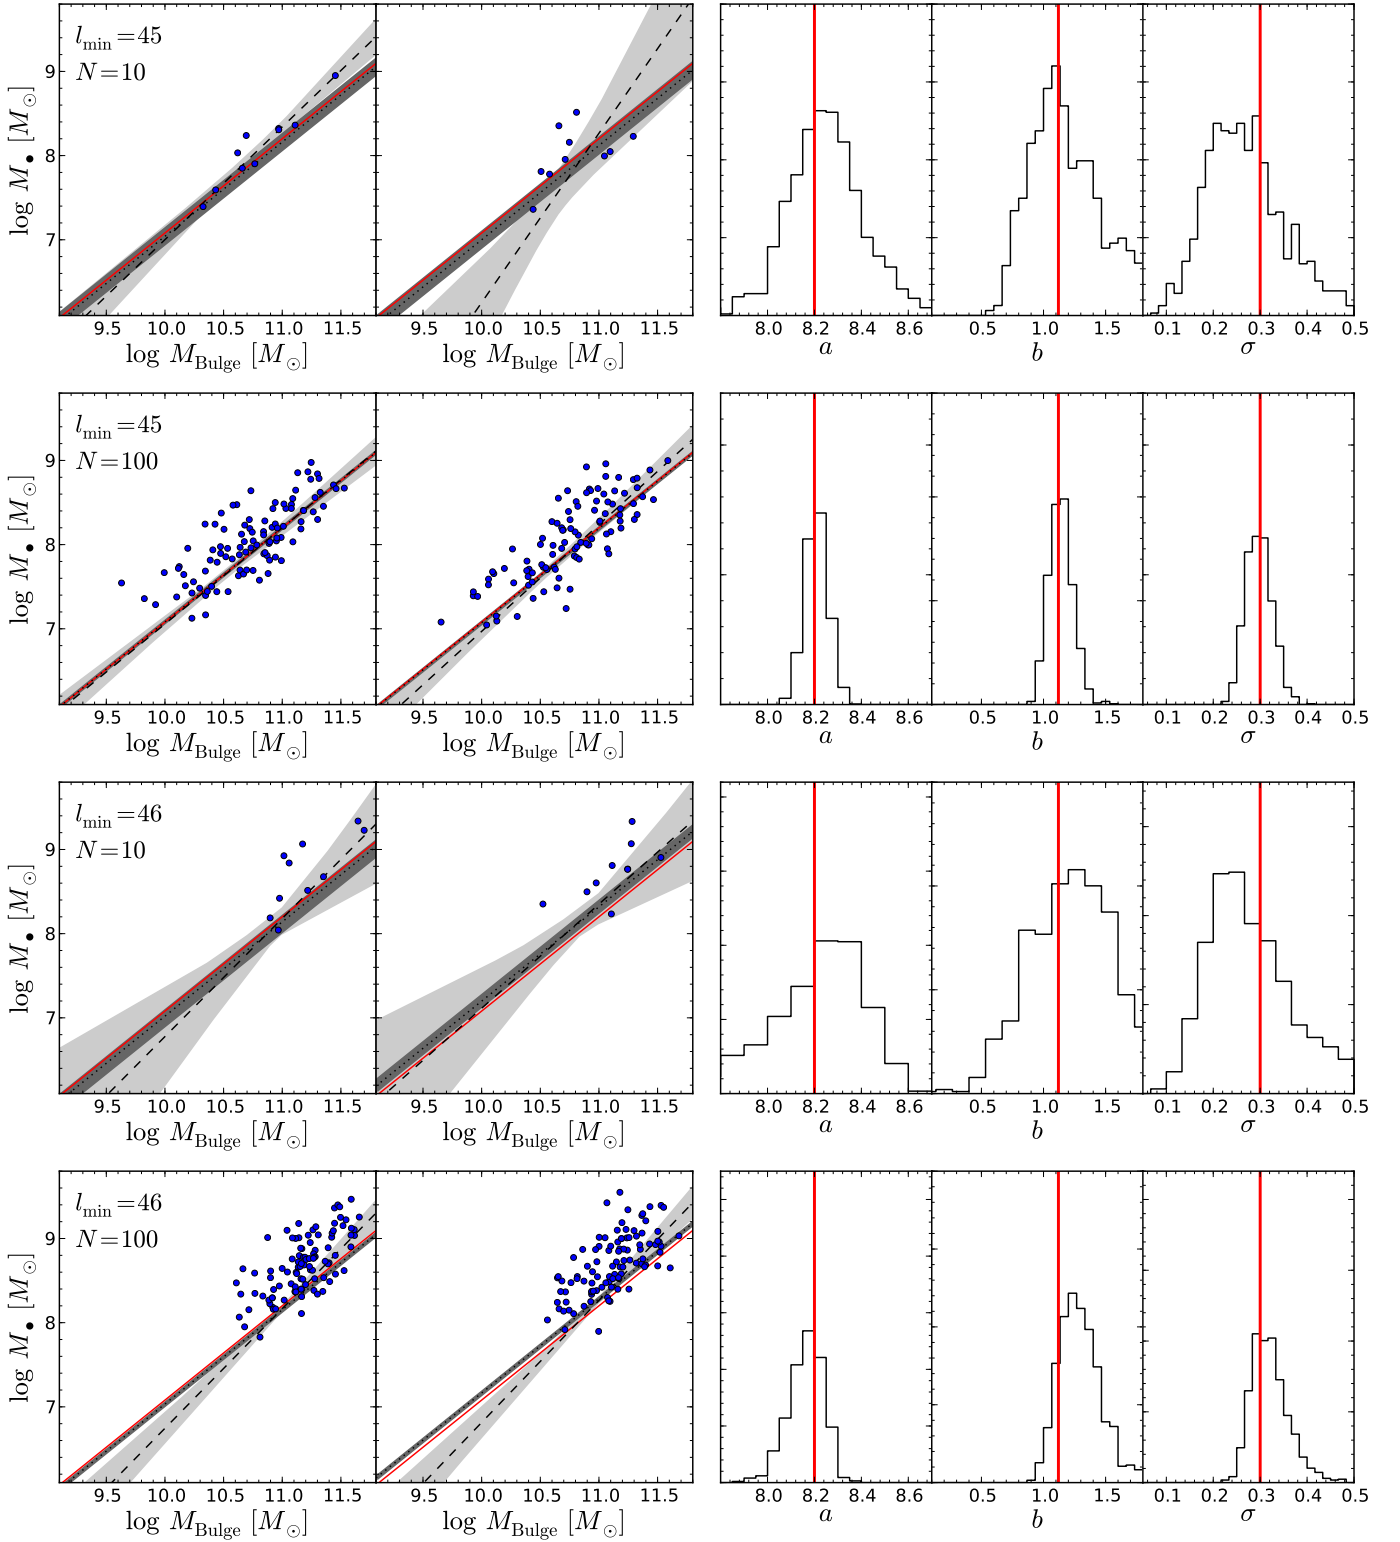 l_min = 45
N = 10
log M• [M⊙]
9
8
7
9.5 10.0 10.5 11.0 11.5 9.5 10.0 10.5 11.0 11.5 8.0 8.2 8.4 8.6 0.5 1.0 1.5 0.1 0.2 0.3 0.4 0.5
log M_Bulge [M⊙] log M_Bulge [M⊙] a b σ
l_min = 45
N = 100
log M• [M⊙]
9
8
7
9.5 10.0 10.5 11.0 11.5 9.5 10.0 10.5 11.0 11.5 8.0 8.2 8.4 8.6 0.5 1.0 1.5 0.1 0.2 0.3 0.4 0.5
log M_Bulge [M⊙] log M_Bulge [M⊙] a b σ
l_min = 46
N = 10
log M• [M⊙]
9
8
7
9.5 10.0 10.5 11.0 11.5 9.5 10.0 10.5 11.0 11.5 8.0 8.2 8.4 8.6 0.5 1.0 1.5 0.1 0.2 0.3 0.4 0.5
log M_Bulge [M⊙] log M_Bulge [M⊙] a b σ
l_min = 46
N = 100
log M• [M⊙]
9
8
7
9.5 10.0 10.5 11.0 11.5 9.5 10.0 10.5 11.0 11.5 8.0 8.2 8.4 8.6 0.5 1.0 1.5 0.1 0.2 0.3 0.4 0.5
log M_Bulge [M⊙] log M_Bulge [M⊙] a b σ